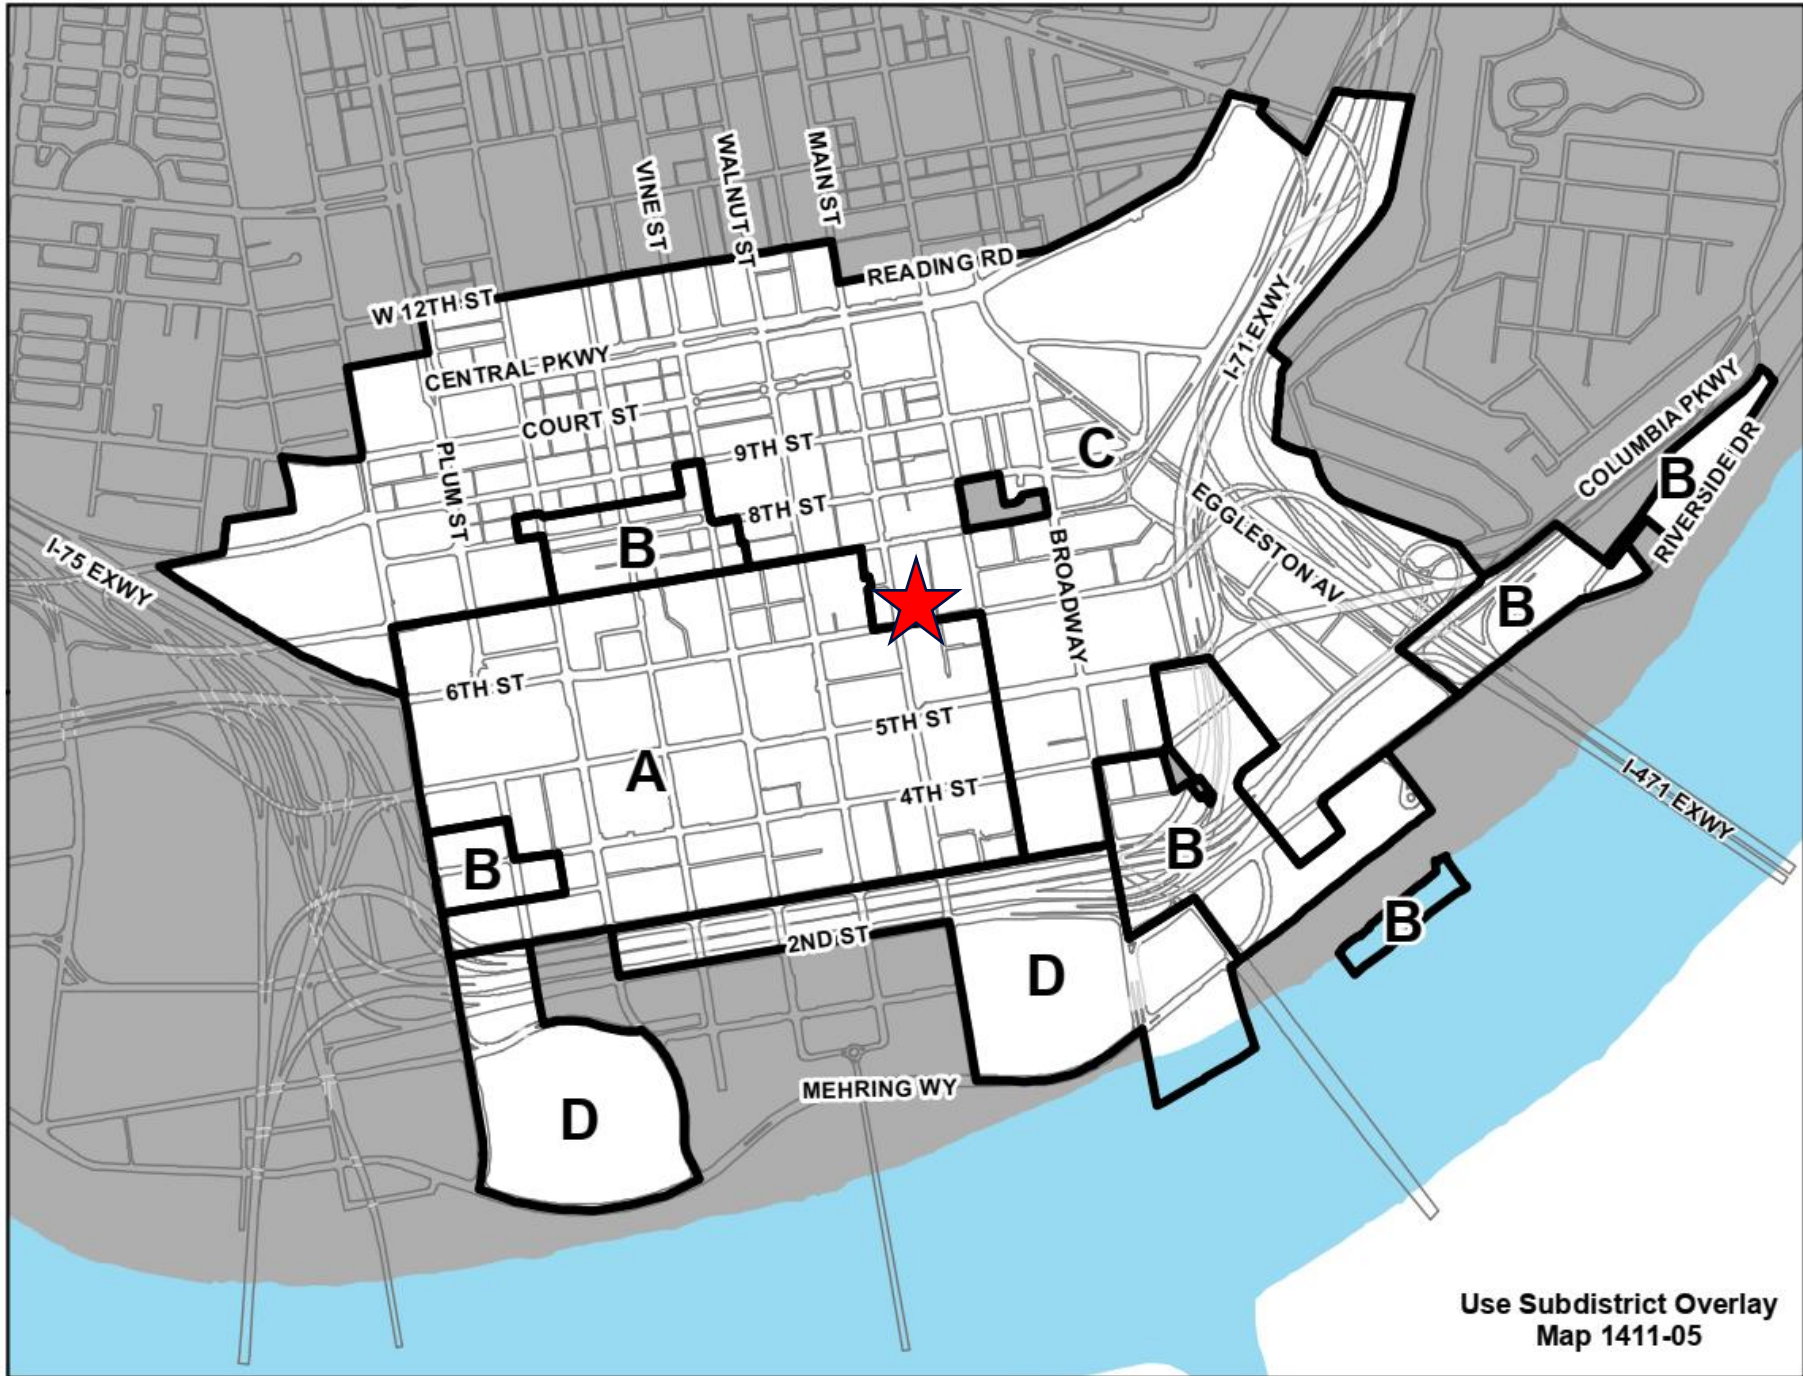 MAIN ST
WALNUT ST
VINE ST
READING RD
W 12TH ST
I-71 EXWY
CENTRAL PKWY
COLUMBIA PKWY
COURT ST
9TH ST
C
PLUM ST
B
RIVERSIDE DR
8TH ST
EGGLESTON AV
B
I-75 EXWY
BROADWAY
B
6TH ST
5TH ST
A
4TH ST
I-471 EXWY
B
B
B
2ND ST
D
MEHRING WY
D
Use Subdistrict Overlay
Map 1411-05